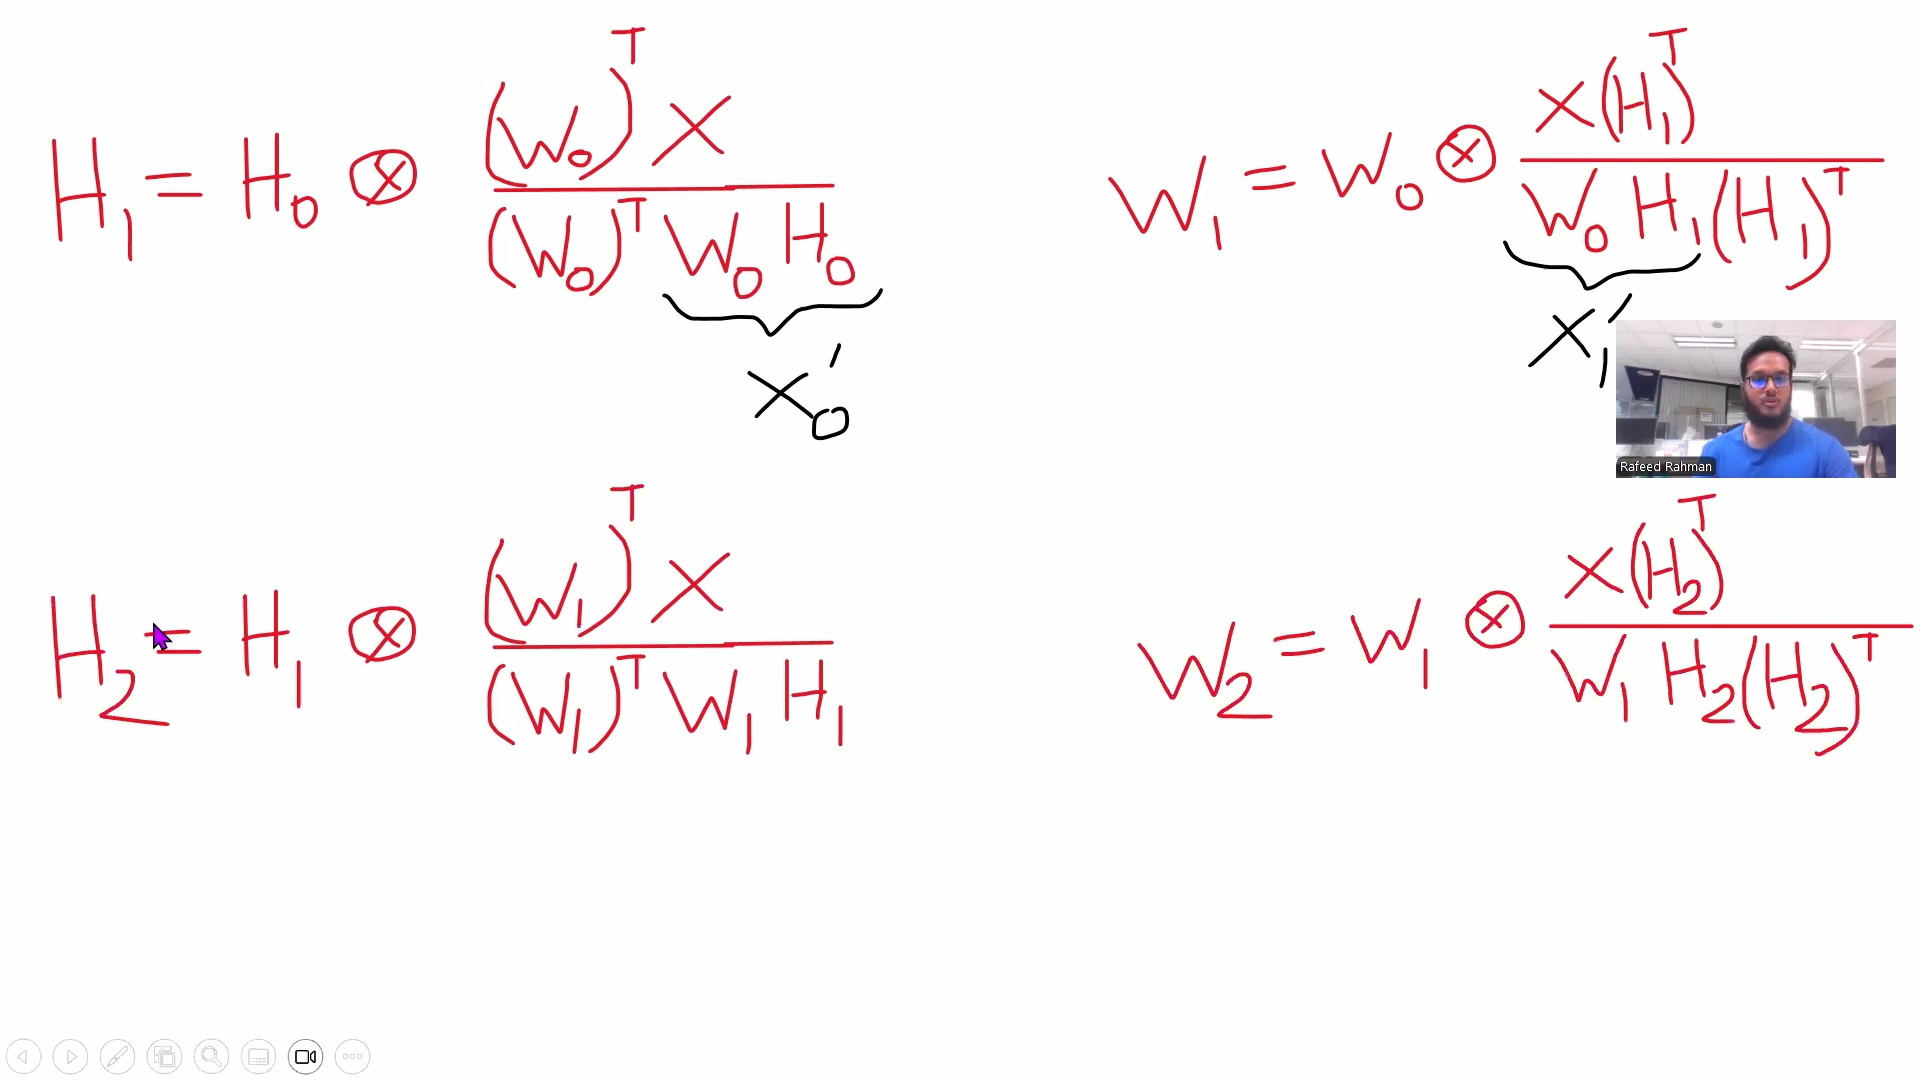 H₁ = H₀ ⊗ (W₀)ᵀ X / (W₀)ᵀ W₀ H₀
X₀′
W₁ = W₀ ⊗ X(H₁)ᵀ / W₀ H₁ (H₁)ᵀ
X₁′
Rafeed Rahman
H₂ = H₁ ⊗ (W₁)ᵀ X / (W₁)ᵀ W₁ H₁
W₂ = W₁ ⊗ X(H₂)ᵀ / W₁ H₂ (H₂)ᵀ